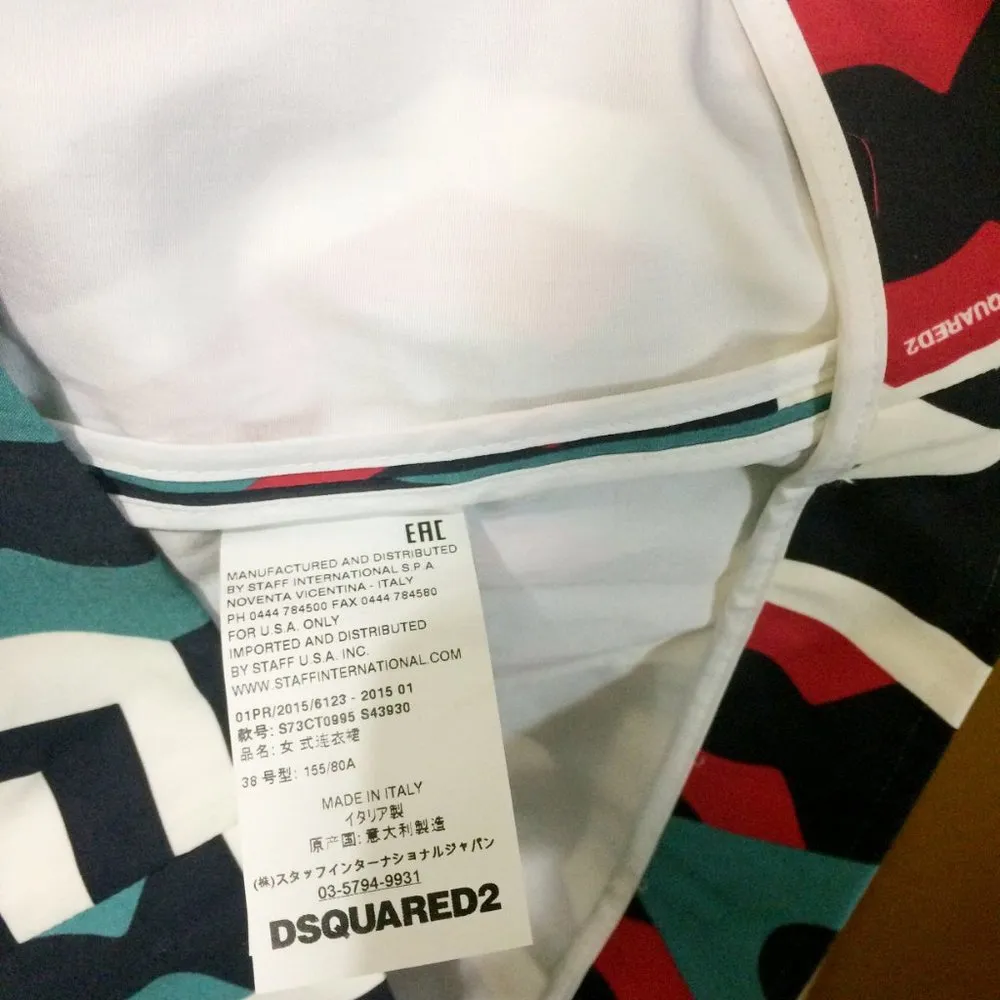 EAC
MANUFACTURED AND DISTRIBUTED
BY STAFF INTERNATIONAL S.P.A
NOVENTA VICENTINA - ITALY
PH 0444 784500 FAX 0444 784580
FOR U.S.A. ONLY
IMPORTED AND DISTRIBUTED
BY STAFF U.S.A. INC.
WWW.STAFFINTERNATIONAL.COM
01PR/2015/6123 - 2015 01
款号: S73CT0995 S43930
品名: 女式连衣裙
38 号型: 155/80A
MADE IN ITALY
イタリア製
原产国: 意大利製造
(株)スタッフインターナショナルジャパン
03-5794-9931
DSQUARED2
QUARED2